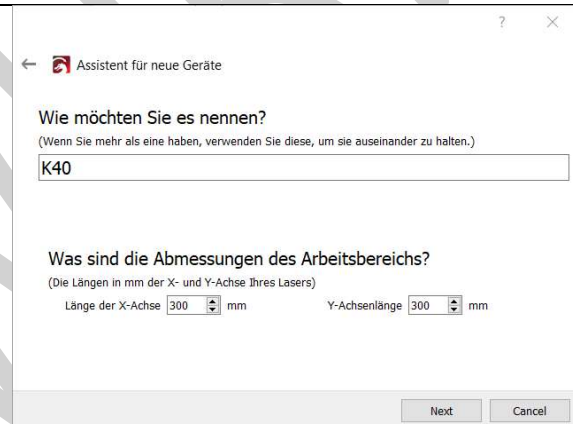 ?
← Assistent für neue Geräte
Wie möchten Sie es nennen?
(Wenn Sie mehr als eine haben, verwenden Sie diese, um sie auseinander zu halten.)
K40
Was sind die Abmessungen des Arbeitsbereichs?
(Die Längen in mm der X- und Y-Achse Ihres Lasers)
Länge der X-Achse 300 mm Y-Achsenlänge 300 mm
Next Cancel